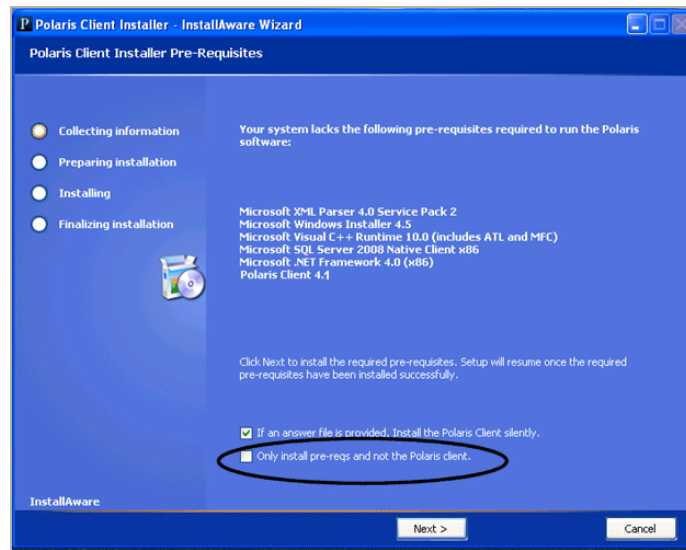 Polaris Client Installer - InstallAware Wizard
Polaris Client Installer Pre-Requisites
Collecting information
Preparing installation
Installing
Finalizing installation
Your system lacks the following pre-requisites required to run the Polaris
software:
Microsoft XML Parser 4.0 Service Pack 2
Microsoft Windows Installer 4.5
Microsoft Visual C++ Runtime 10.0 (includes ATL and MFC)
Microsoft SQL Server 2008 Native Client x86
Microsoft .NET Framework 4.0 (x86)
Polaris Client 4.1
Click Next to install the required pre-requisites. Setup will resume once the required
pre-requisites have been installed successfully.
If an answer file is provided, Install the Polaris Client silently.
Only install pre-reqs and not the Polaris client.
InstallAware
Next >
Cancel